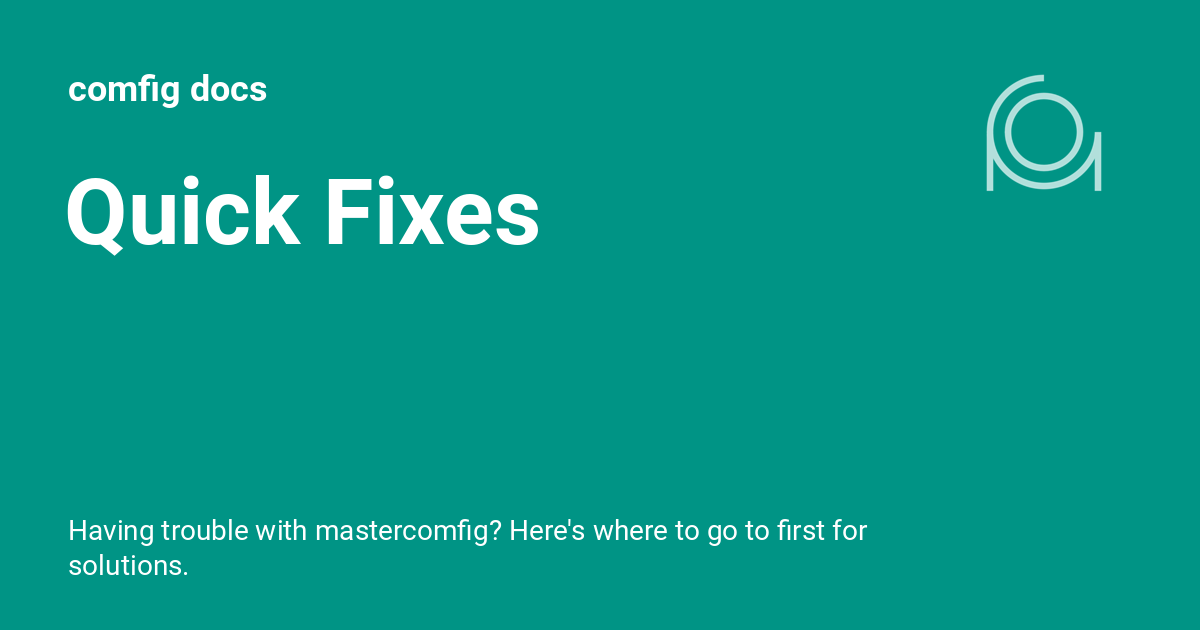 comfig docs
Quick Fixes
Having trouble with mastercomfig? Here's where to go to first for
solutions.